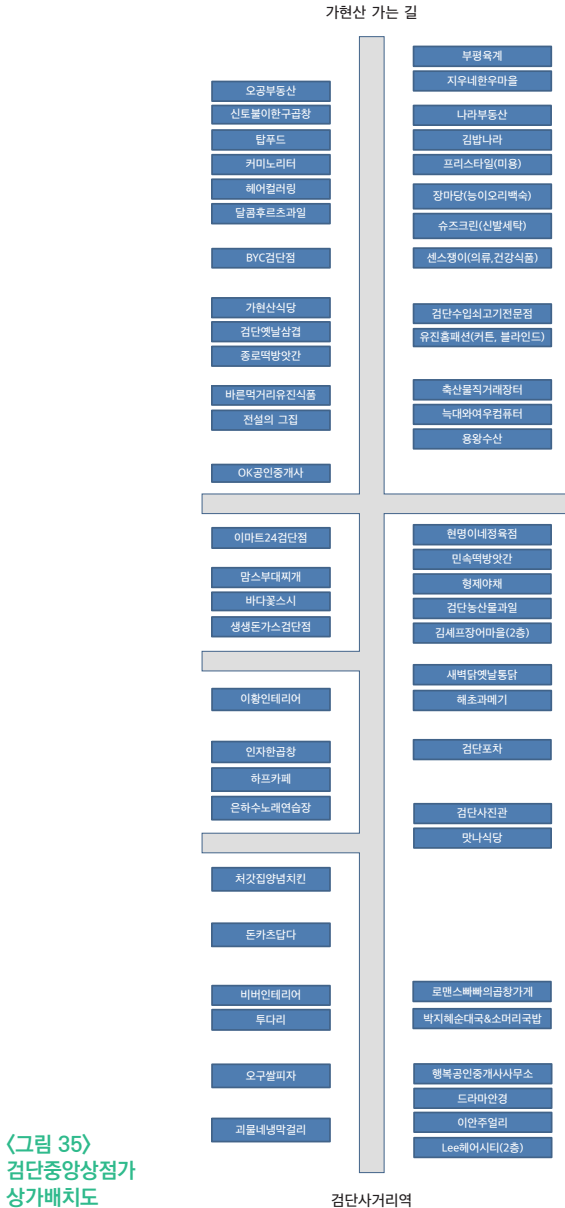 가현산 가는 길
오공부동산
신토불이한구곱창
탑푸드
커미노리터
헤어컬러링
달콤후르츠과일
BYC검단점
가현산식당
검단옛날삼겹
종로떡방앗간
바른먹거리유진식품
전설의 그집
OK공인중개사
이마트24검단점
맘스부대찌개
바다꽃스시
생생돈가스검단점
이황인테리어
인자한곱창
하프카페
은하수노래연습장
처갓집양념치킨
돈카츠답다
비버인테리어
투다리
오구쌀피자
괴물네냉막걸리
부평육게
지우네한우마을
나라부동산
김밥나라
프리스타일(미용)
장마당(능이오리백숙)
슈즈크린(신발세탁)
센스쟁이(의류,건강식품)
검단수입쇠고기전문점
유진홈패션(커튼, 블라인드)
축산물직거래장터
늑대와여우컴퓨터
용왕수산
현명이네정육점
민속떡방앗간
형제야채
검단농산물과일
김셰프장어마을(2층)
새벽닭옛날통닭
해초과메기
검단포차
검단사진관
맛나식당
로맨스빠빠의곱창가게
박지혜순대국&소머리국밥
행복공인중개사사무소
드라마안경
이안주얼리
Lee헤어시티(2층)
검단사거리역
〈그림 35〉
검단중앙상점가
상가배치도